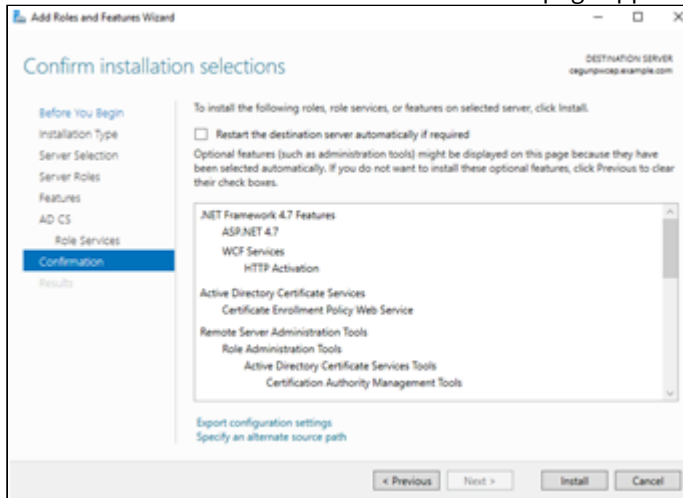 Add Roles and Features Wizard
Confirm installation selections
DESTINATION SERVER
cegunpwcep.example.com
Before You Begin
Installation Type
Server Selection
Server Roles
Features
AD CS
Role Services
Confirmation
Results
To install the following roles, role services, or features on selected server, click Install.
Restart the destination server automatically if required
Optional features (such as administration tools) might be displayed on this page because they have
been selected automatically. If you do not want to install these optional features, click Previous to clear
their check boxes.
.NET Framework 4.7 Features
ASP.NET 4.7
WCF Services
HTTP Activation
Active Directory Certificate Services
Certificate Enrollment Policy Web Service
Remote Server Administration Tools
Role Administration Tools
Active Directory Certificate Services Tools
Certification Authority Management Tools
Export configuration settings
Specify an alternate source path
< Previous Next > Install Cancel